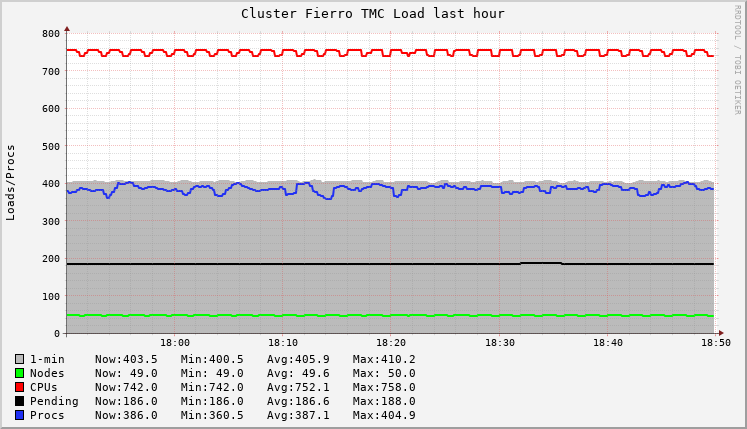 Cluster Fierro TMC Load last hour
RRDTOOL / TOBI OETIKER
Loads/Procs
800
700
600
500
400
300
200
100
0
18:00 18:10 18:20 18:30 18:40 18:50
1-min Now:403.5 Min:400.5 Avg:405.9 Max:410.2
Nodes Now: 49.0 Min: 49.0 Avg: 49.6 Max: 50.0
CPUs Now:742.0 Min:742.0 Avg:752.1 Max:758.0
Pending Now:186.0 Min:186.0 Avg:186.6 Max:188.0
Procs Now:386.0 Min:360.5 Avg:387.1 Max:404.9